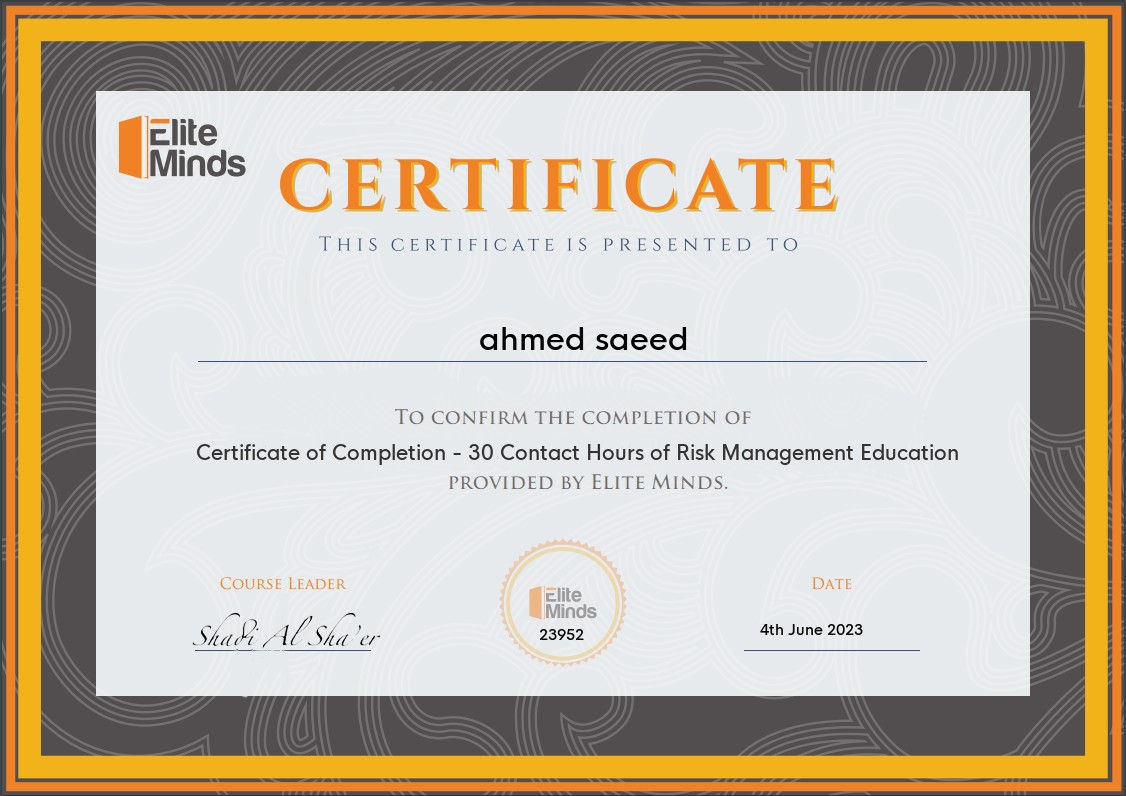 Elite
Minds
CERTIFICATE
THIS CERTIFICATE IS PRESENTED TO
ahmed saeed
TO CONFIRM THE COMPLETION OF
Certificate of Completion - 30 Contact Hours of Risk Management Education
PROVIDED BY ELITE MINDS.
COURSE LEADER
Shadi Al Sha'er
Elite
Minds
23952
DATE
4th June 2023